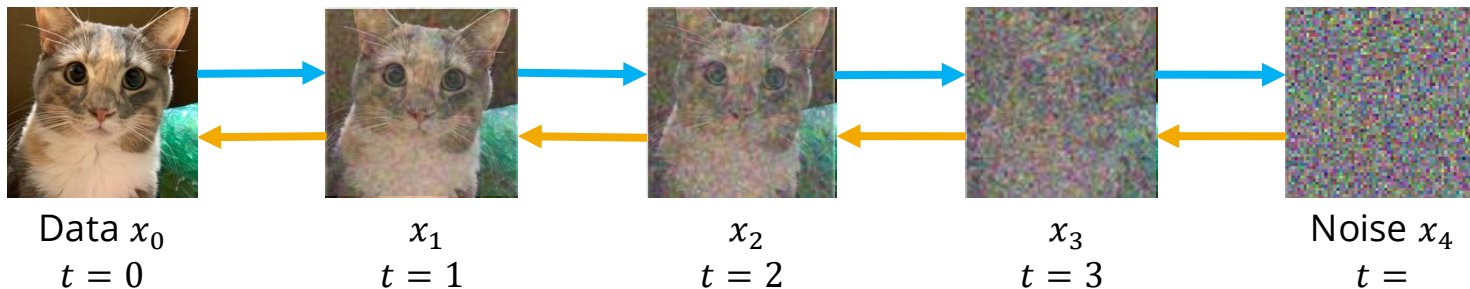 Data x₀
t = 0
x₁
t = 1
x₂
t = 2
x₃
t = 3
Noise x₄
t =